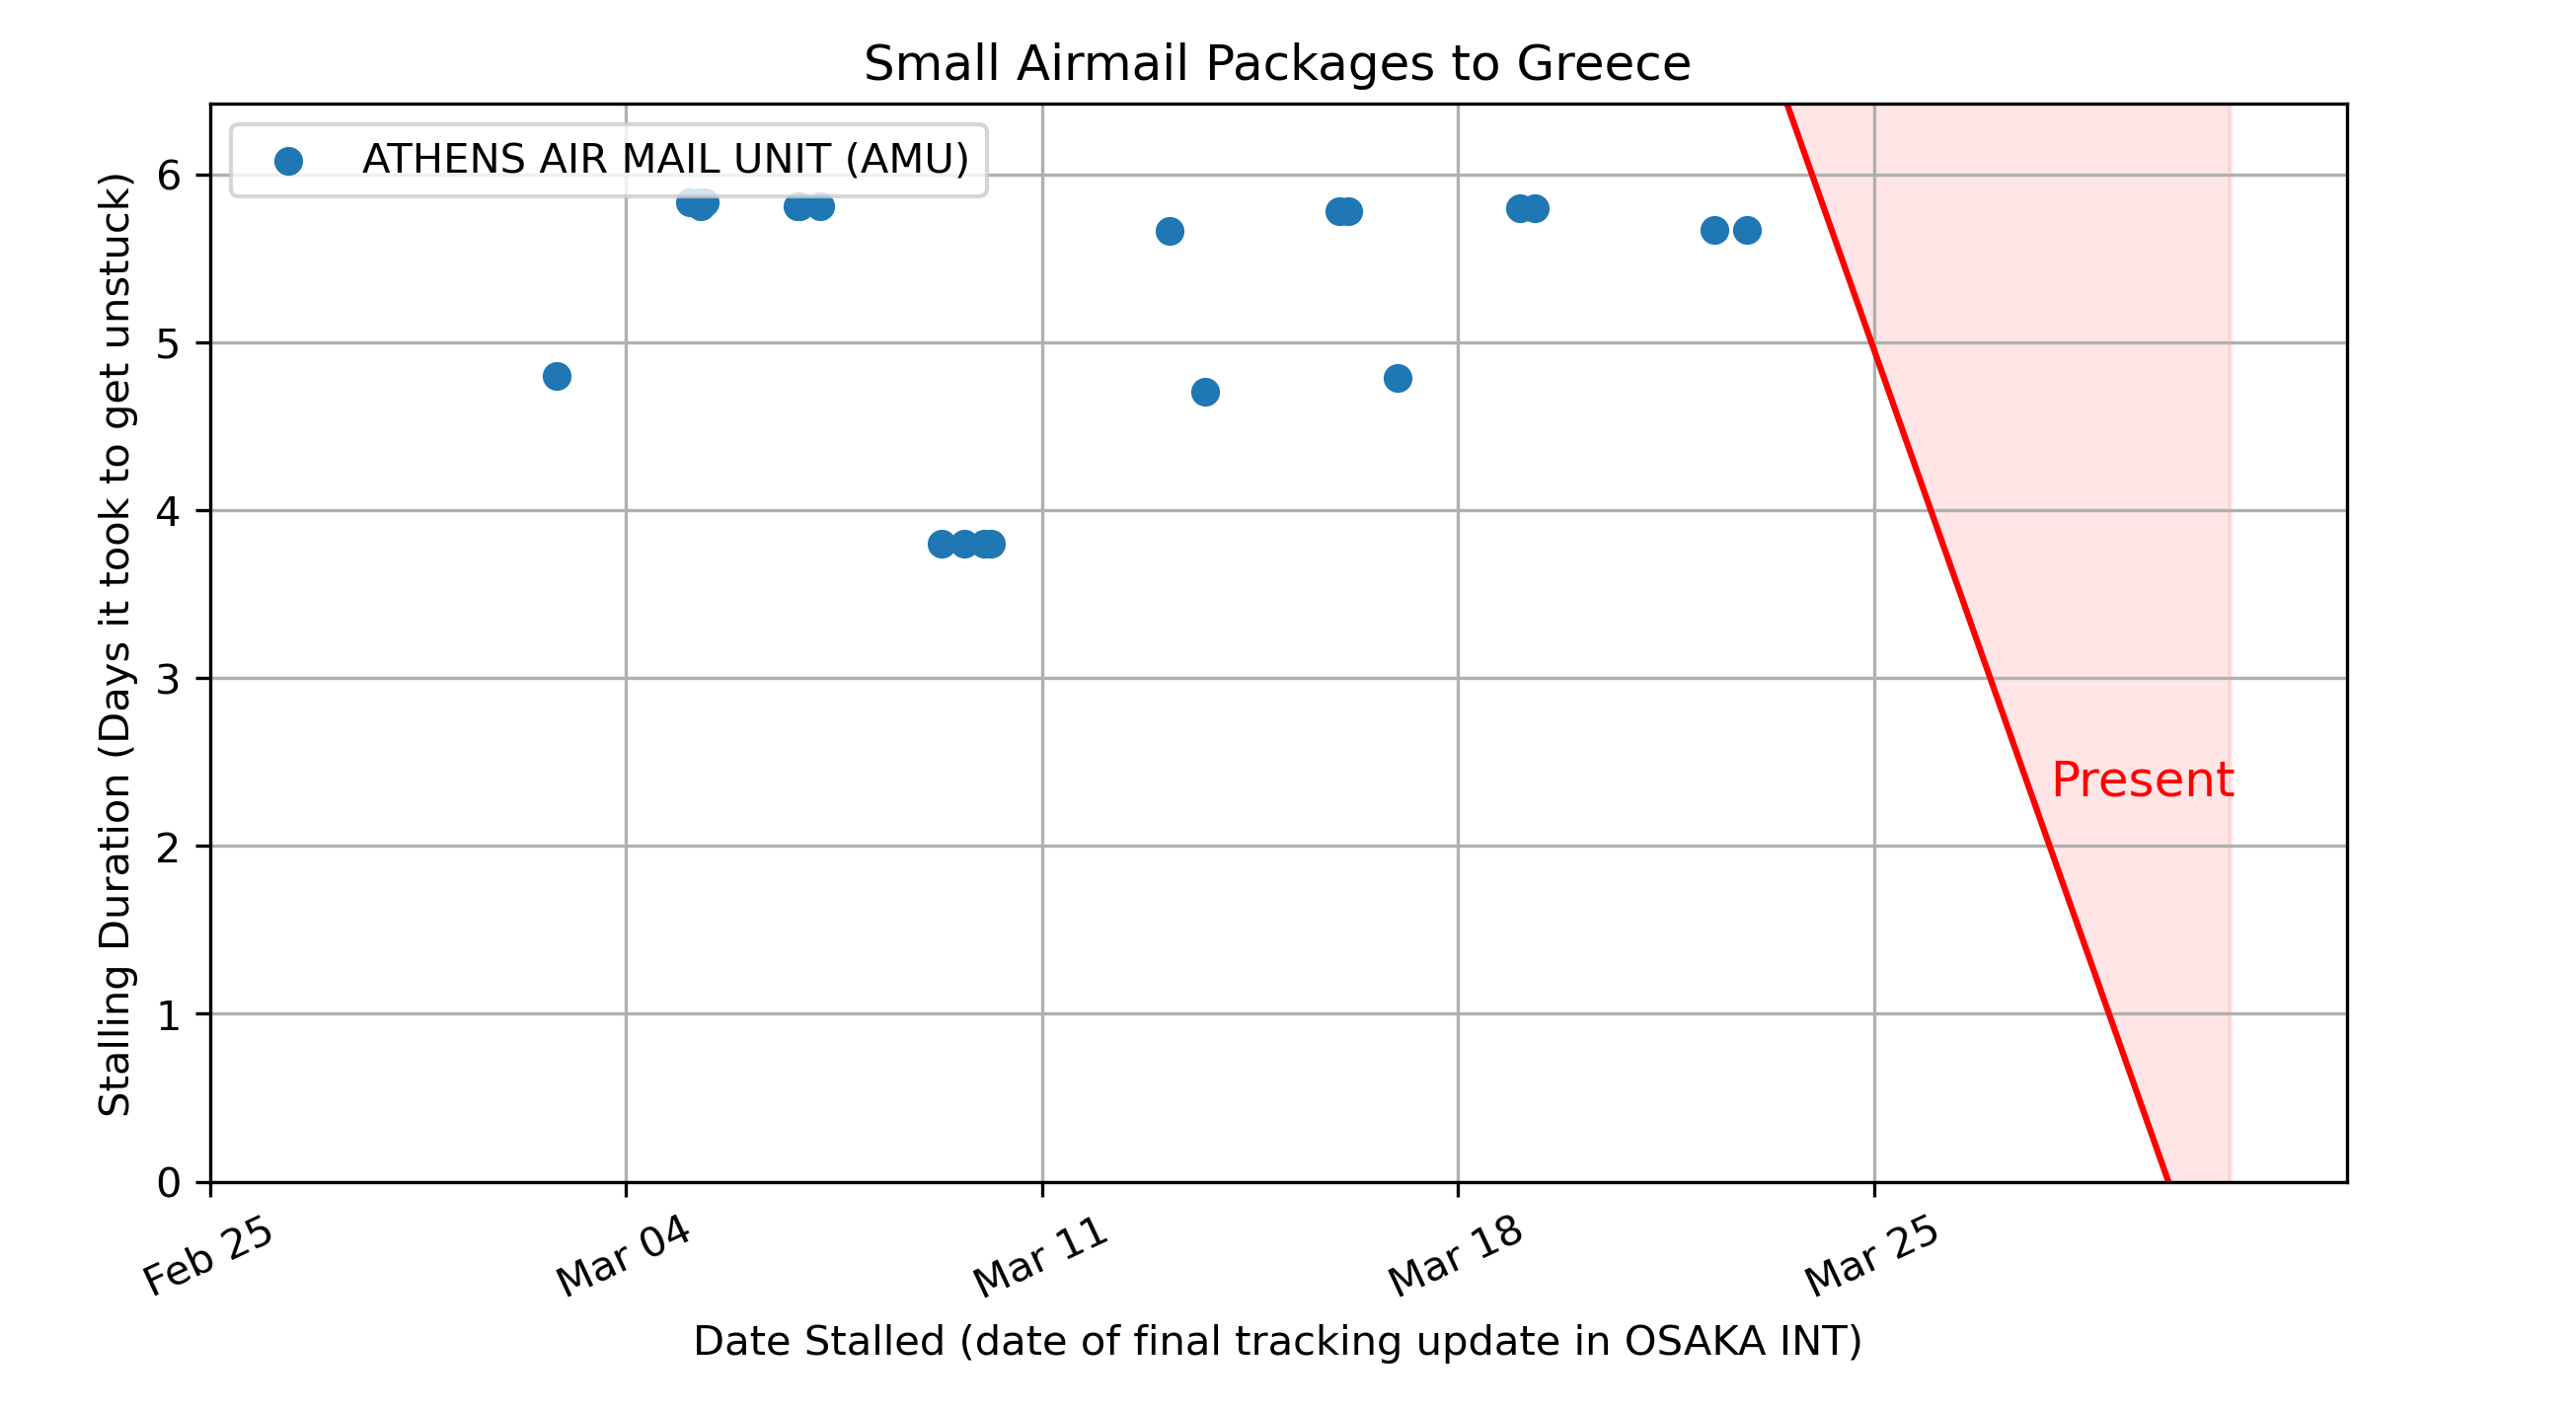 Small Airmail Packages to Greece
ATHENS AIR MAIL UNIT (AMU)
Stalling Duration (Days it took to get unstuck)
6
5
4
3
2
1
0
Present
Feb 25
Mar 04
Mar 11
Mar 18
Mar 25
Date Stalled (date of final tracking update in OSAKA INT)